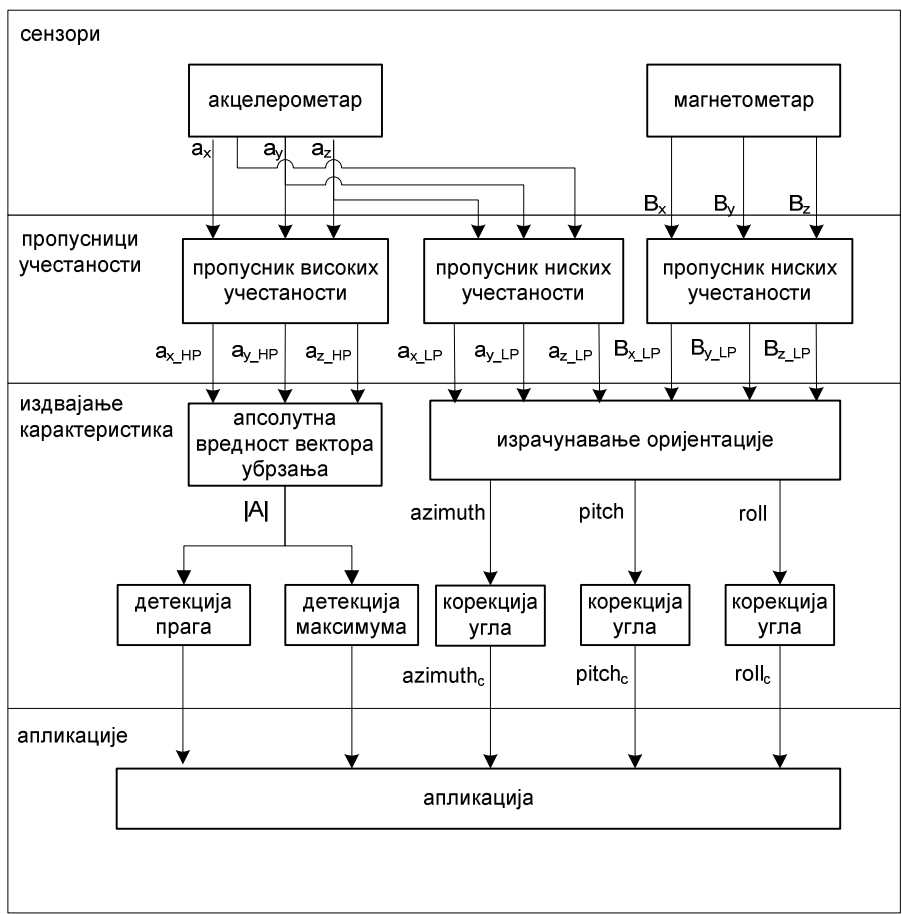 сензори
акцелерометар
магнетометар
aₓ
a_y
a_z
Bₓ
B_y
B_z
пропусници
учестаности
пропусник високих
учестаности
пропусник ниских
учестаности
пропусник ниских
учестаности
a_x_HP
a_y_HP
a_z_HP
a_x_LP
a_y_LP
a_z_LP
B_x_LP
B_y_LP
B_z_LP
издвајање
карактеристика
апсолутна
вредност вектора
убрзања
израчунавање оријентације
|A|
azimuth
pitch
roll
детекција
прага
детекција
максимума
корекција
угла
корекција
угла
корекција
угла
azimuth_c
pitch_c
roll_c
апликације
апликација